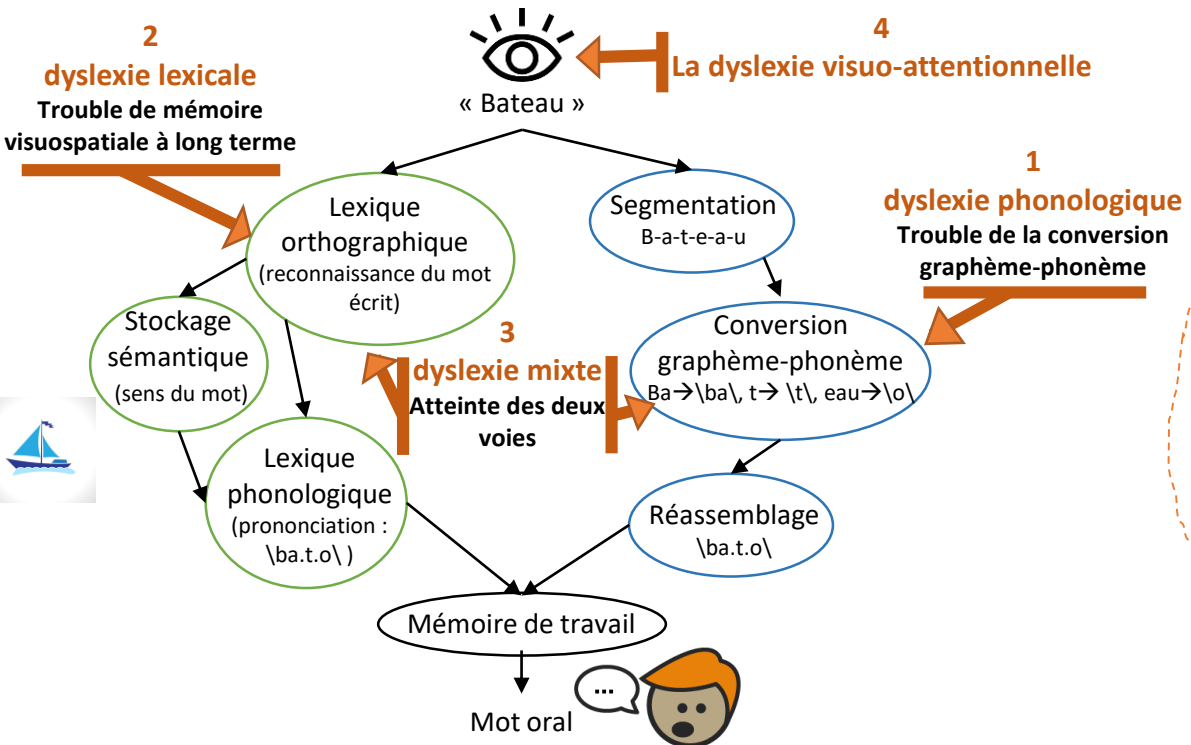 2
dyslexie lexicale
Trouble de mémoire
visuospatiale à long terme
4
La dyslexie visuo-attentionnelle
« Bateau »
1
dyslexie phonologique
Trouble de la conversion
graphème-phonème
Lexique
orthographique
(reconnaissance du mot
écrit)
Segmentation
B-a-t-e-a-u
Stockage
sémantique
(sens du mot)
3
dyslexie mixte
Atteinte des deux
voies
Conversion
graphème-phonème
Ba→\ba\, t→ \t\, eau→\o\
Lexique
phonologique
(prononciation :
\ba.t.o\ )
Réassemblage
\ba.t.o\
Mémoire de travail
...
Mot oral